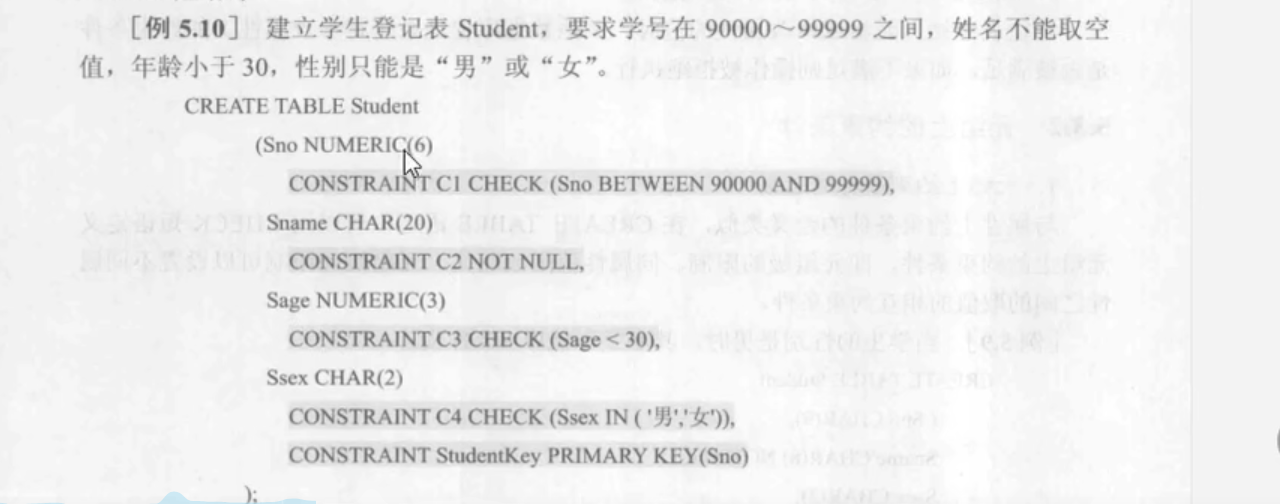 [例 5.10] 建立学生登记表 Student，要求学号在 90000～99999 之间，姓名不能取空
值，年龄小于 30，性别只能是“男”或“女”。
CREATE TABLE Student
(Sno NUMERIC(6)
CONSTRAINT C1 CHECK (Sno BETWEEN 90000 AND 99999),
Sname CHAR(20)
CONSTRAINT C2 NOT NULL,
Sage NUMERIC(3)
CONSTRAINT C3 CHECK (Sage < 30),
Ssex CHAR(2)
CONSTRAINT C4 CHECK (Ssex IN ( '男','女')),
CONSTRAINT StudentKey PRIMARY KEY(Sno)
);